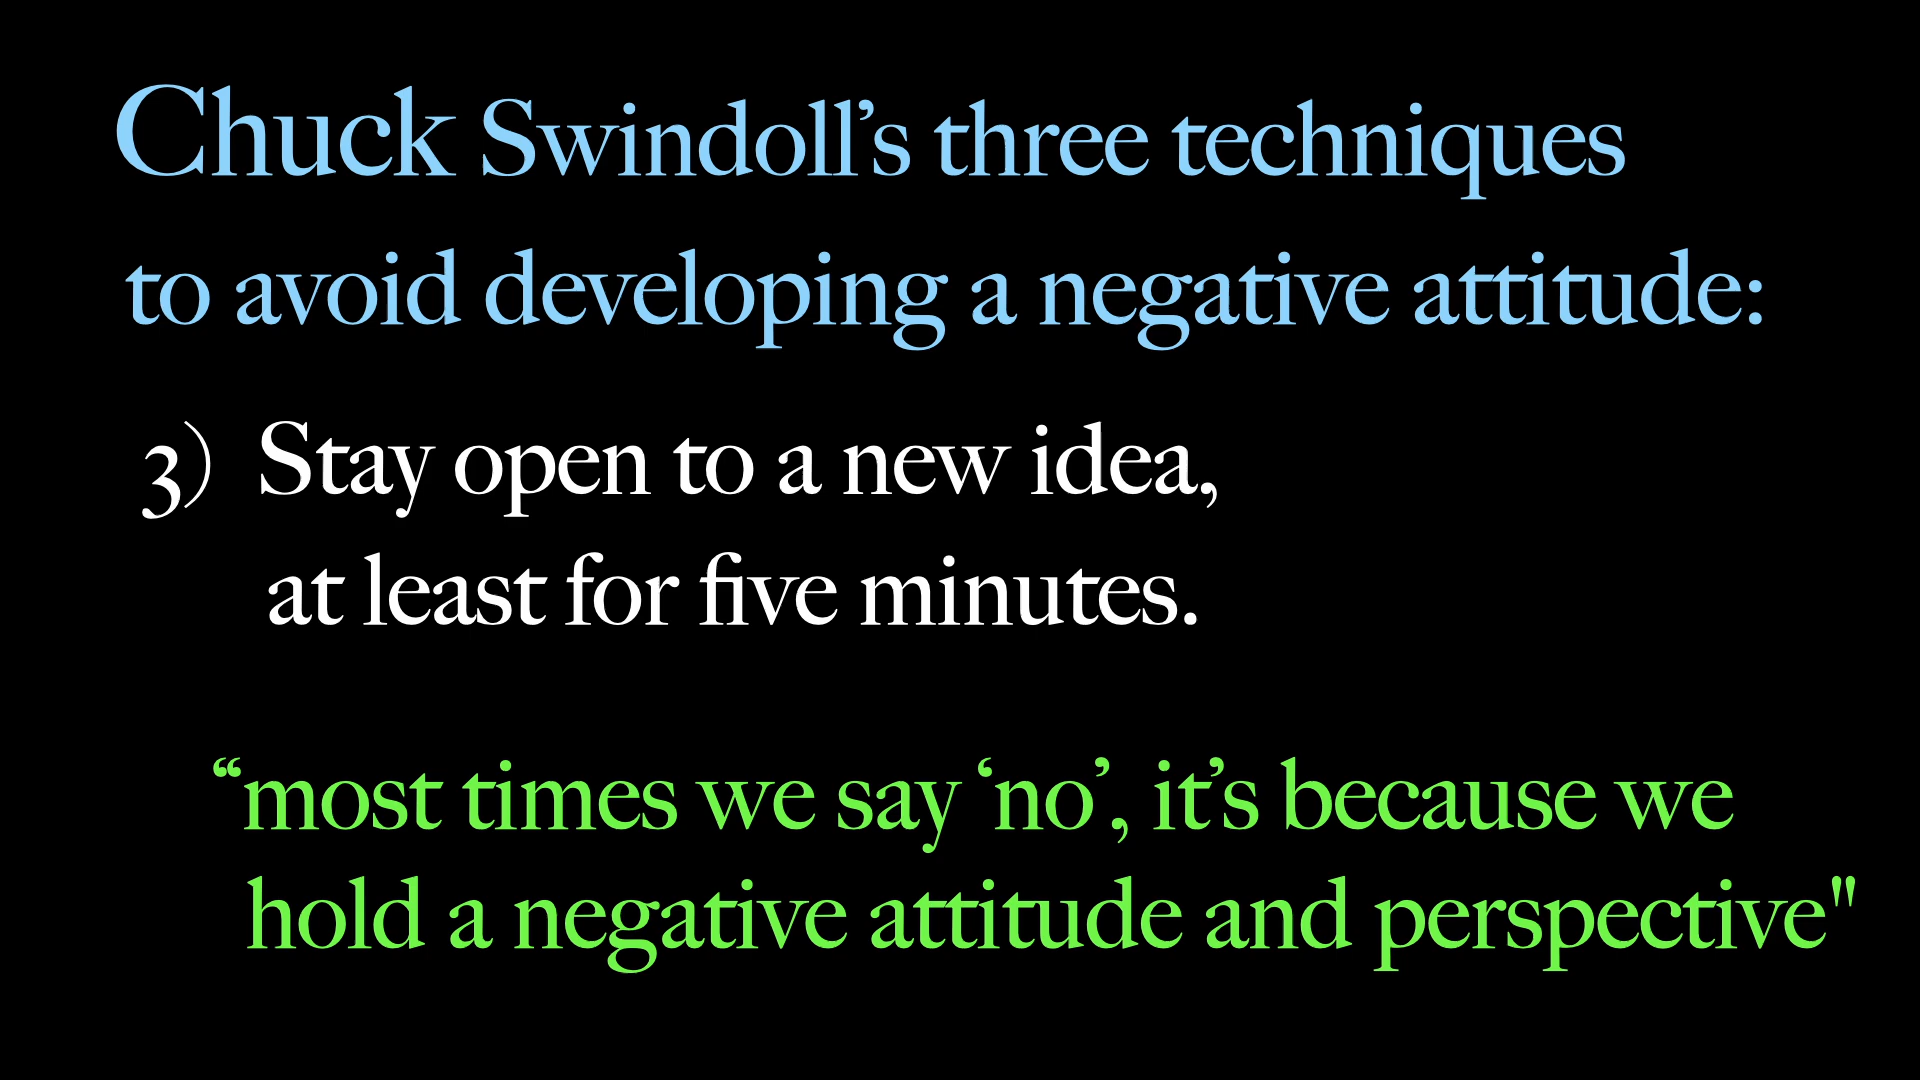 Chuck Swindoll’s three techniques
to avoid developing a negative attitude:
3) Stay open to a new idea,
at least for five minutes.
“most times we say ‘no’, it’s because we
hold a negative attitude and perspective"